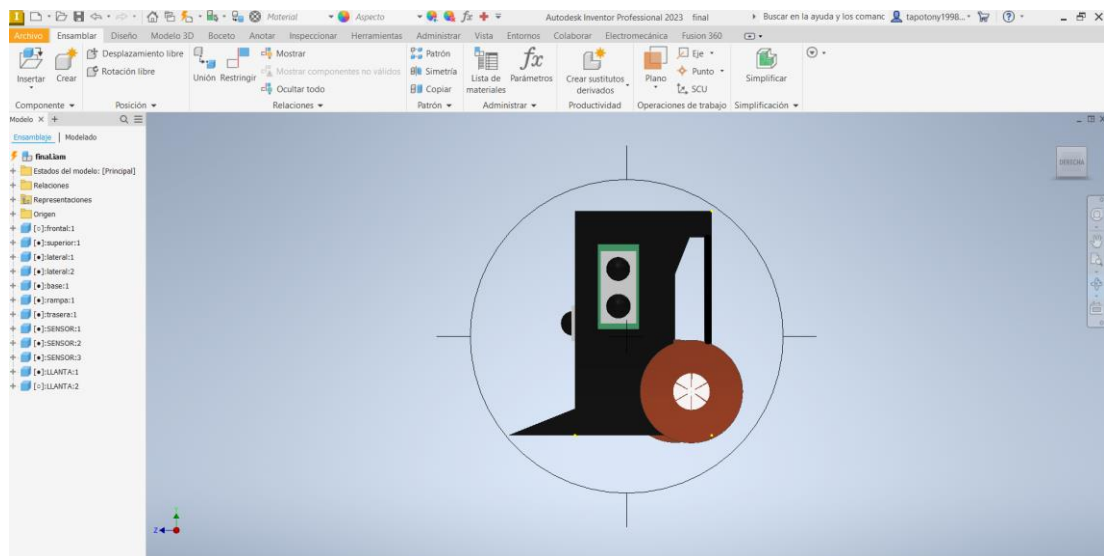 Material
Aspecto
fx
Autodesk Inventor Professional 2023 final
Buscar en la ayuda y los comanc
tapotony1998...
Archivo Ensamblar Diseño Modelo 3D Boceto Anotar Inspeccionar Herramientas Administrar Vista Entornos Colaborar Electromecánica Fusion 360
Insertar
Crear
Desplazamiento libre
Rotación libre
Unión Restringir
Mostrar
Mostrar componentes no válidos
Ocultar todo
Patrón
Simetría
Copiar
Lista de materiales
fx
Parámetros
Crear sustitutos derivados
Plano
Eje
Punto
SCU
Simplificar
Componente Posición Relaciones Patrón Administrar Productividad Operaciones de trabajo Simplificación
Modelo
Ensamblaje | Modelado
final.iam
Estados del modelo: [Principal]
Relaciones
Representaciones
Origen
[○]:frontal:1
[●]:superior:1
[●]:lateral:1
[●]:lateral:2
[●]:base:1
[●]:rampa:1
[●]:trasera:1
[●]:SENSOR:1
[●]:SENSOR:2
[●]:SENSOR:3
[●]:LLANTA:1
[○]:LLANTA:2
DERECHA
Z